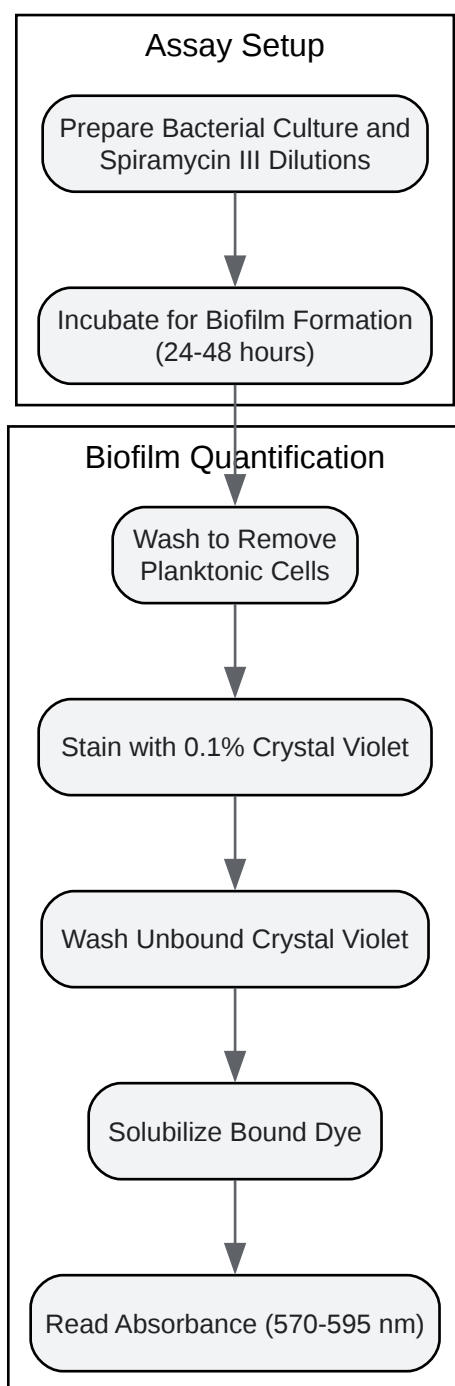 Assay Setup
Prepare Bacterial Culture and
Spiramycin III Dilutions
Incubate for Biofilm Formation
(24-48 hours)
Biofilm Quantification
Wash to Remove
Planktonic Cells
Stain with 0.1% Crystal Violet
Wash Unbound Crystal Violet
Solubilize Bound Dye
Read Absorbance (570-595 nm)